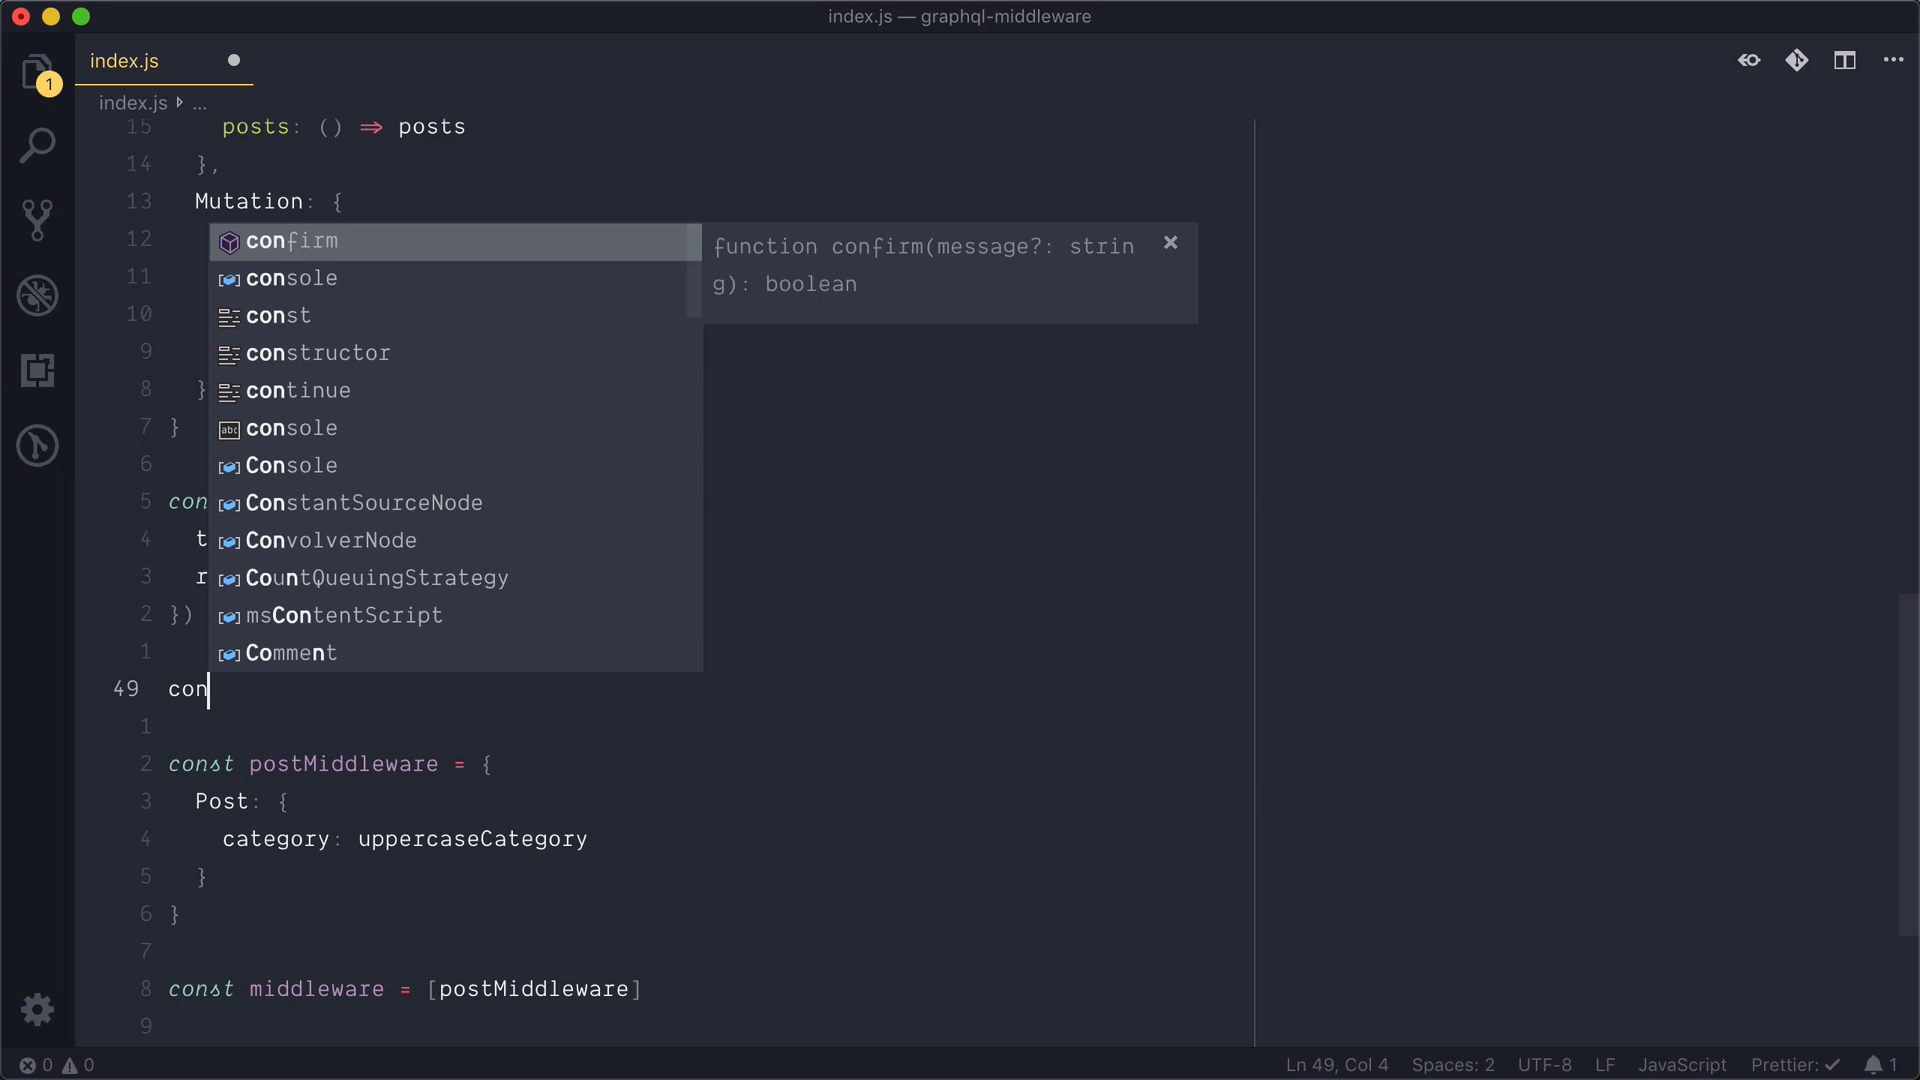 index.js — graphql-middleware
1
index.js
index.js ...
15 posts: () => posts
14 },
13 Mutation: {
12
11
10
9
8 }
7 }
6
5 con
4 t
3 r
2 })
1
confirm
console
const
constructor
continue
abc console
Console
ConstantSourceNode
ConvolverNode
CountQueuingStrategy
msContentScript
Comment
function confirm(message?: strin
g): boolean
49 con
1
2 const postMiddleware = {
3 Post: {
4 category: uppercaseCategory
5 }
6 }
7
8 const middleware = [postMiddleware]
9
0 0 Ln 49, Col 4 Spaces: 2 UTF-8 LF JavaScript Prettier: ✓ 1